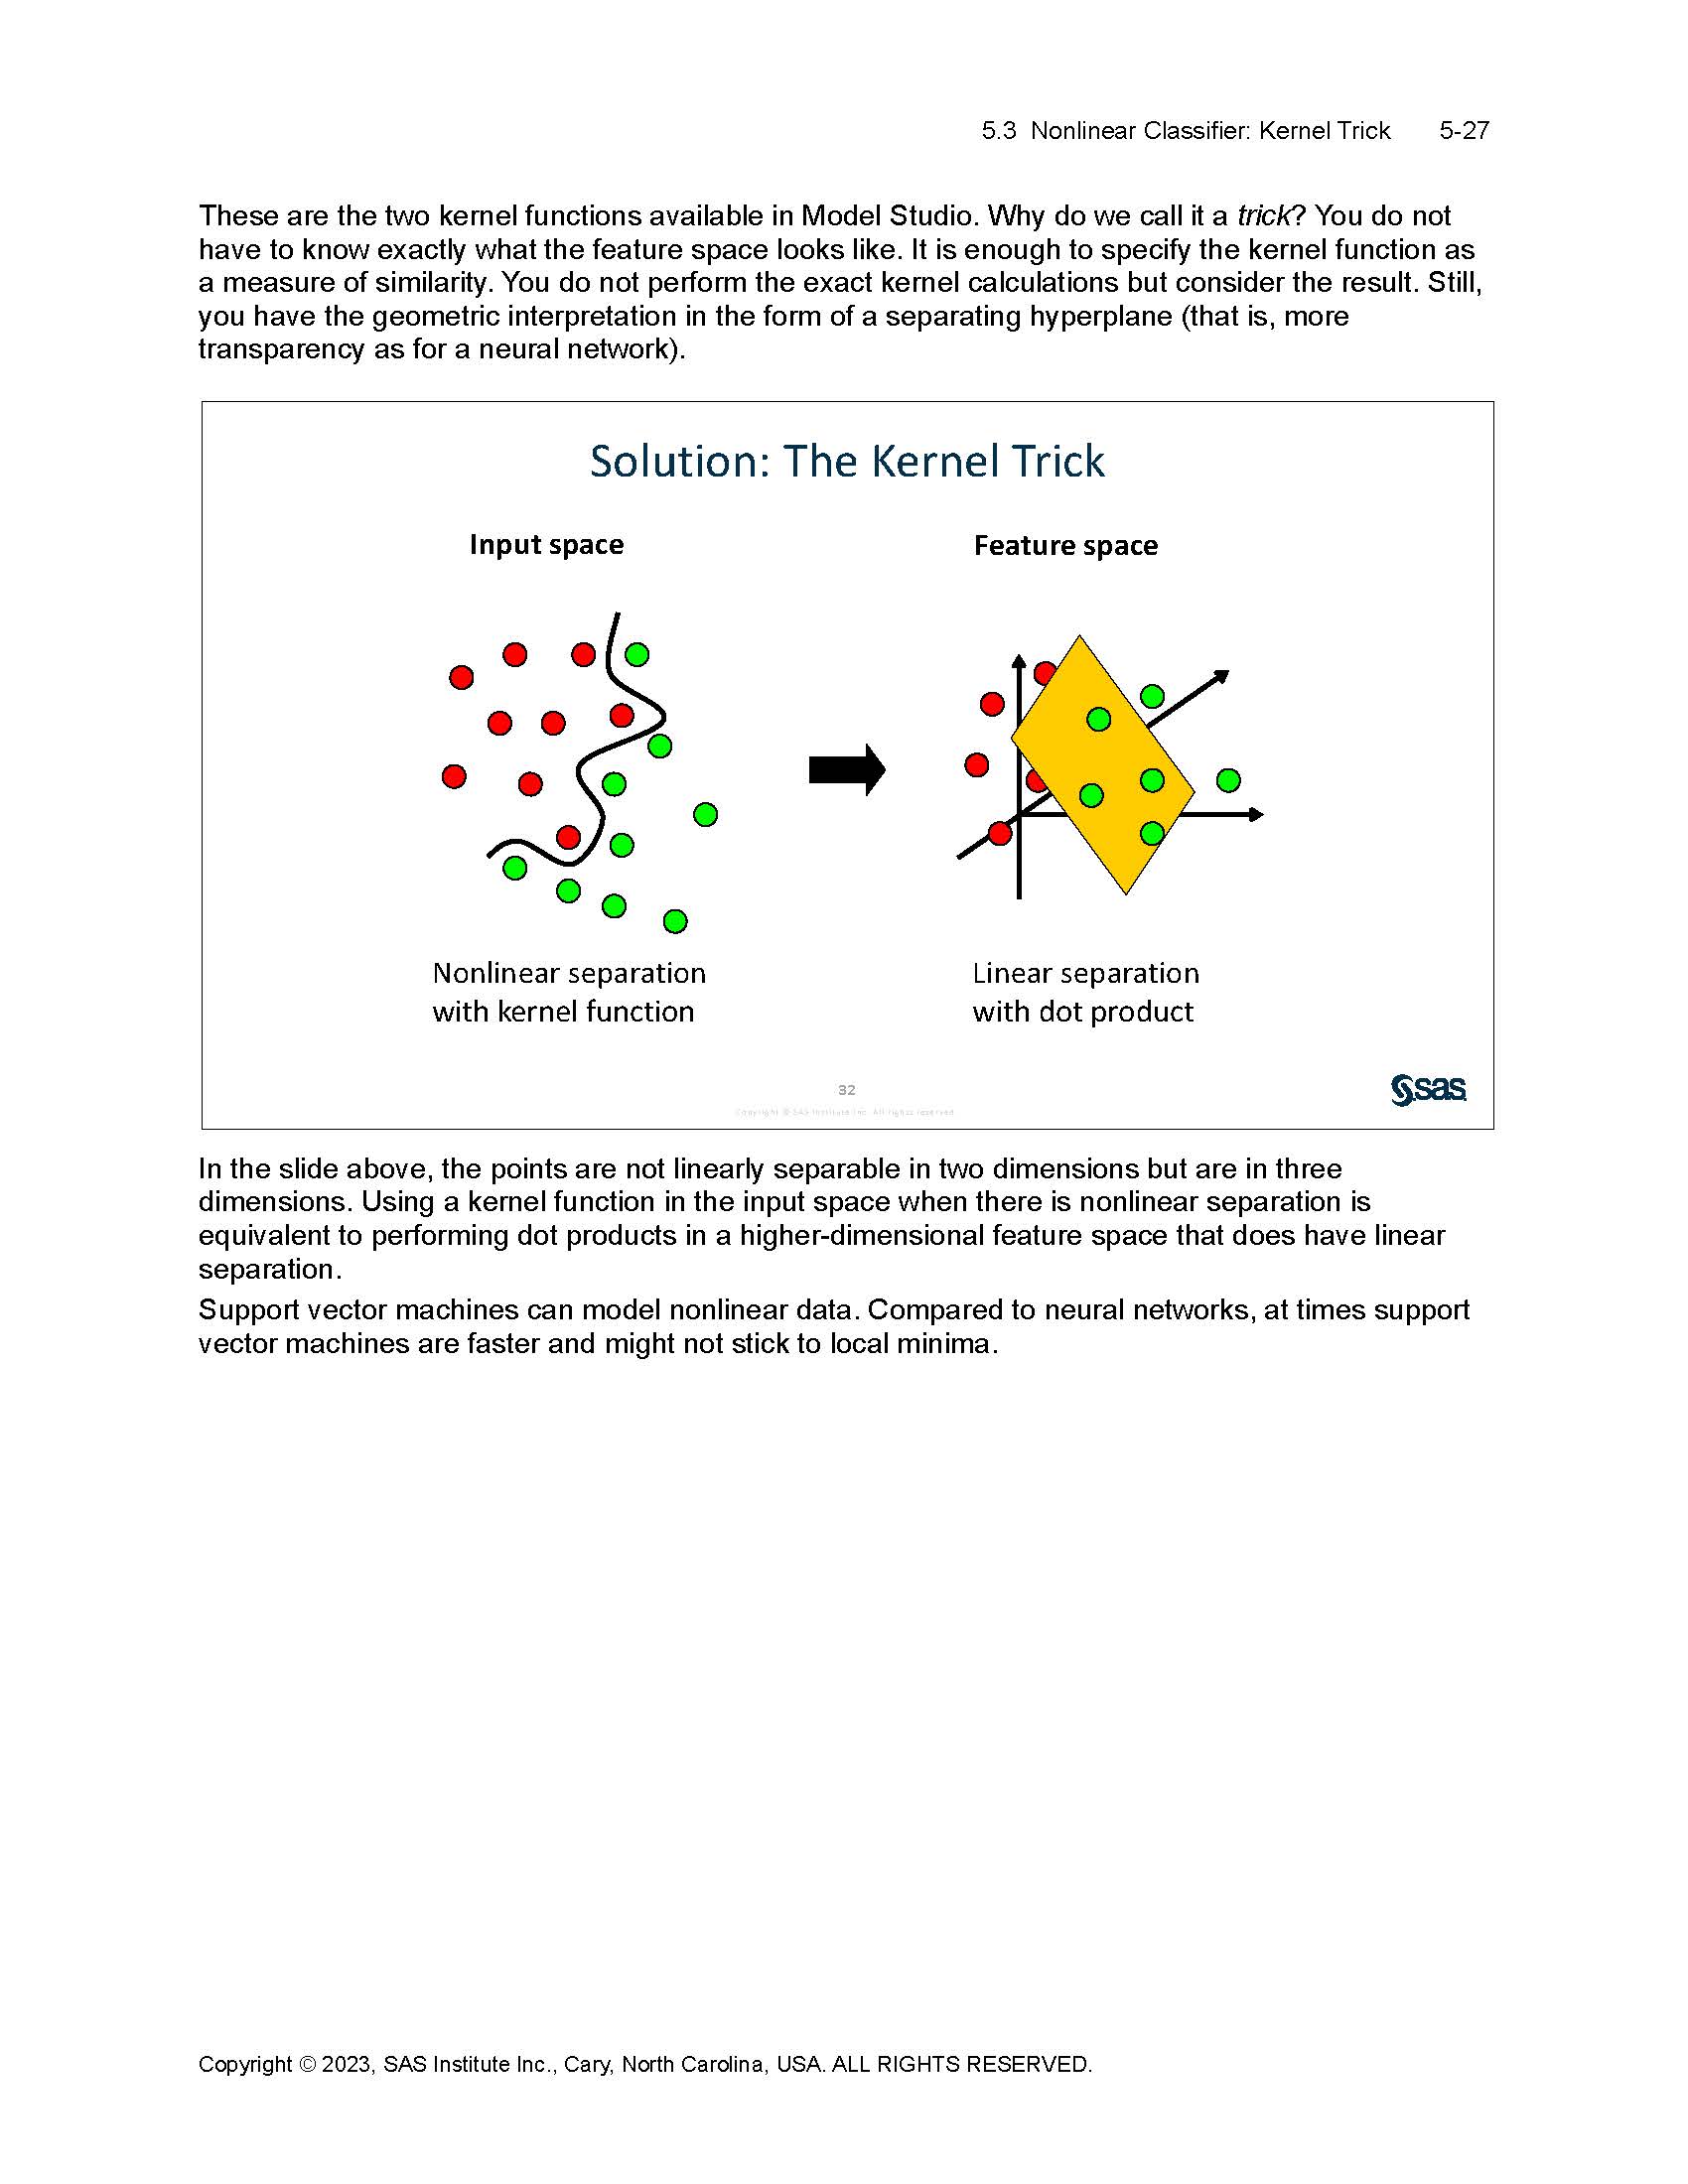 5.3 Nonlinear Classifier: Kernel Trick 5-27
These are the two kernel functions available in Model Studio. Why do we call it a trick? You do not
have to know exactly what the feature space looks like. It is enough to specify the kernel function as
a measure of similarity. You do not perform the exact kernel calculations but consider the result. Still,
you have the geometric interpretation in the form of a separating hyperplane (that is, more
transparency as for a neural network).
Solution: The Kernel Trick
Input space
Feature space
Nonlinear separation
with kernel function
Linear separation
with dot product
32
Copyright © SAS Institute Inc. All rights reserved
sas
In the slide above, the points are not linearly separable in two dimensions but are in three
dimensions. Using a kernel function in the input space when there is nonlinear separation is
equivalent to performing dot products in a higher-dimensional feature space that does have linear
separation.
Support vector machines can model nonlinear data. Compared to neural networks, at times support
vector machines are faster and might not stick to local minima.
Copyright © 2023, SAS Institute Inc., Cary, North Carolina, USA. ALL RIGHTS RESERVED.